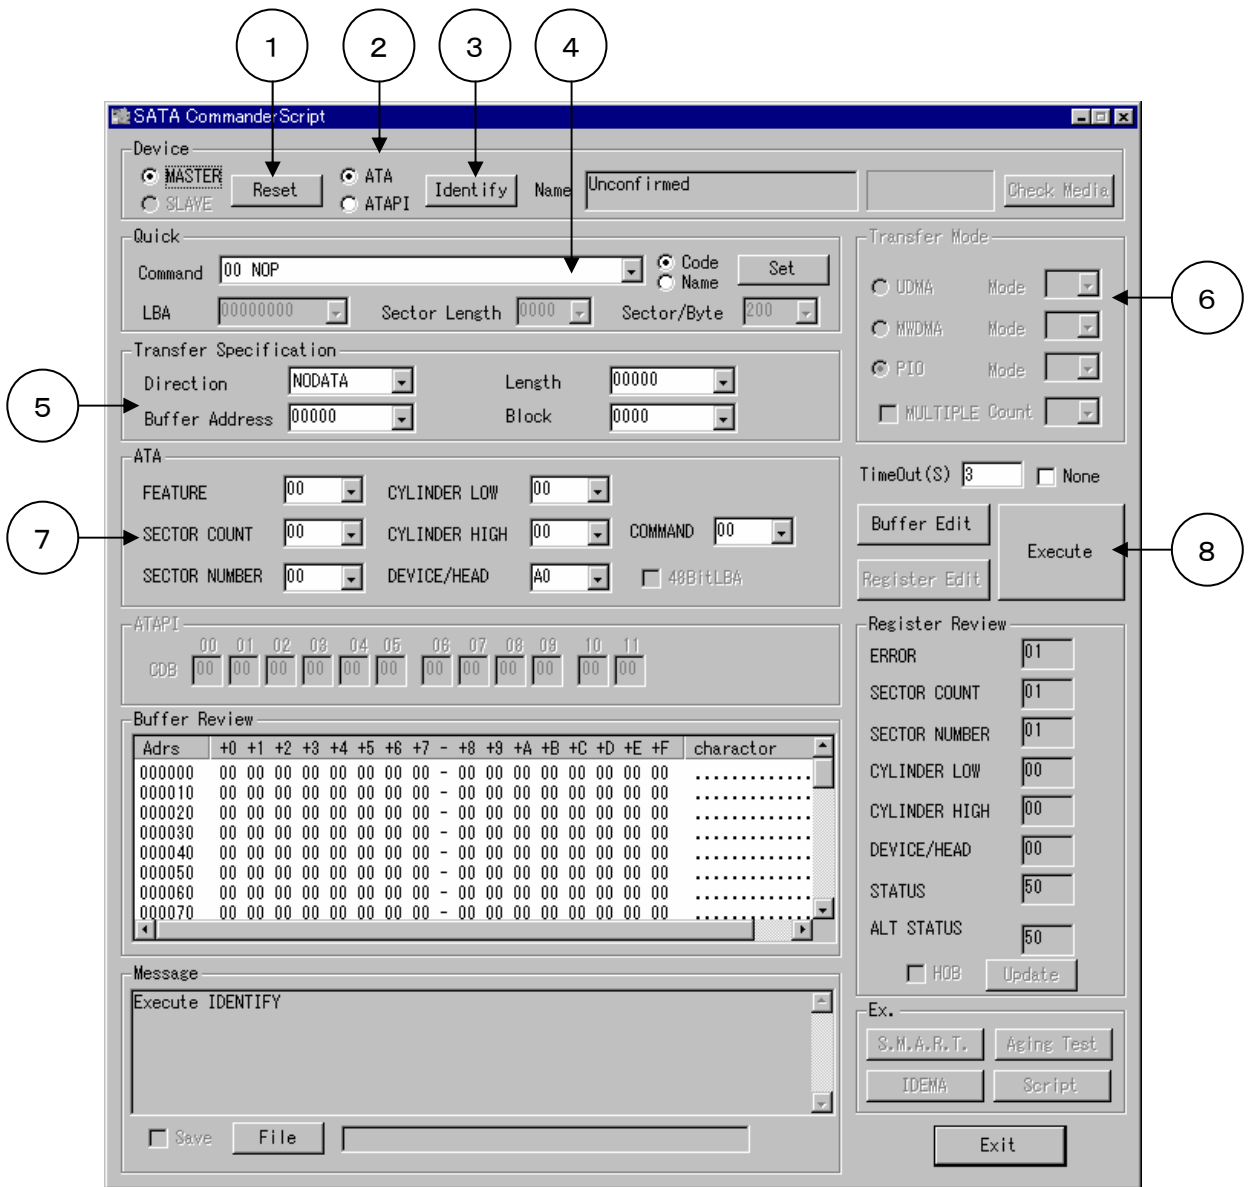 1 2 3 4
SATA CommanderScript
Device
MASTER Reset ATA Identify Name Unconfirmed Check Media
SLAVE ATAPI
Quick
Command 00 NOP Code Set
Name
LBA 00000000 Sector Length 0000 Sector/Byte 200
Transfer Mode
UDMA Mode
MWDMA Mode
PIO Mode
MULTIPLE Count
6
Transfer Specification
Direction NODATA Length 00000
5
Buffer Address 00000 Block 0000
ATA
FEATURE 00 CYLINDER LOW 00
7
SECTOR COUNT 00 CYLINDER HIGH 00 COMMAND 00
SECTOR NUMBER 00 DEVICE/HEAD A0 48BitLBA
TimeOut(S) 3 None
Buffer Edit Execute
8
Register Edit
ATAPI
00 01 02 03 04 05 06 07 08 09 10 11
CDB 00 00 00 00 00 00 00 00 00 00 00 00
Buffer Review
Adrs +0 +1 +2 +3 +4 +5 +6 +7 - +8 +9 +A +B +C +D +E +F charactor
000000 00 00 00 00 00 00 00 00 - 00 00 00 00 00 00 00 00 .............
000010 00 00 00 00 00 00 00 00 - 00 00 00 00 00 00 00 00 .............
000020 00 00 00 00 00 00 00 00 - 00 00 00 00 00 00 00 00 .............
000030 00 00 00 00 00 00 00 00 - 00 00 00 00 00 00 00 00 .............
000040 00 00 00 00 00 00 00 00 - 00 00 00 00 00 00 00 00 .............
000050 00 00 00 00 00 00 00 00 - 00 00 00 00 00 00 00 00 .............
000060 00 00 00 00 00 00 00 00 - 00 00 00 00 00 00 00 00 .............
000070 00 00 00 00 00 00 00 00 - 00 00 00 00 00 00 00 00 .............
Register Review
ERROR 01
SECTOR COUNT 01
SECTOR NUMBER 01
CYLINDER LOW 00
CYLINDER HIGH 00
DEVICE/HEAD 00
STATUS 50
ALT STATUS 50
HOB Update
Message
Execute IDENTIFY
Save File
Ex.
S.M.A.R.T. Aging Test
IDEMA Script
Exit